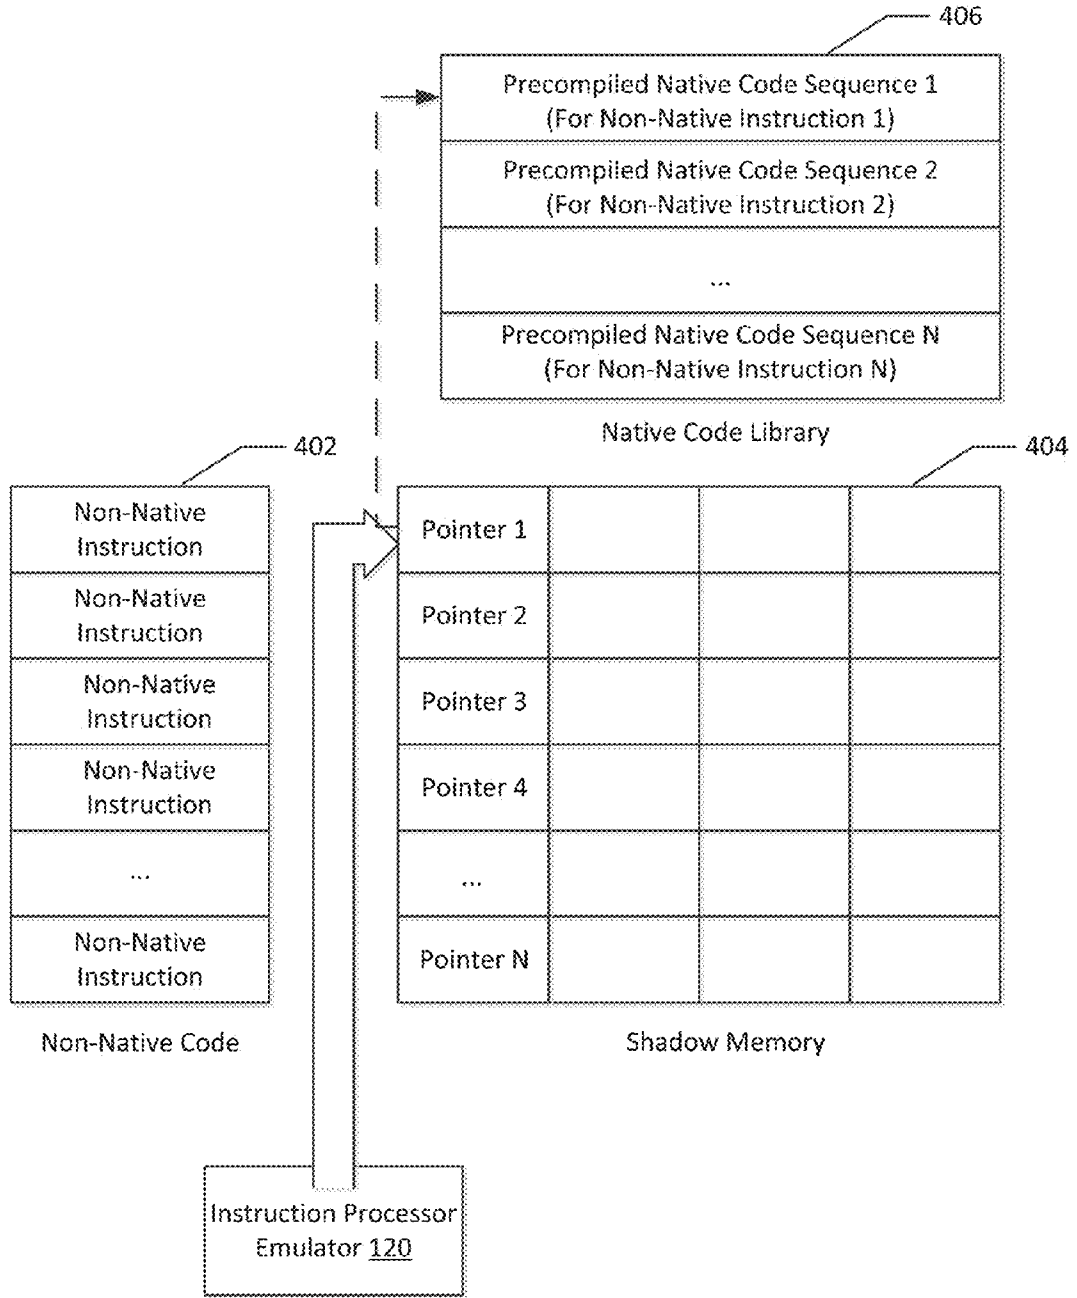 406
Precompiled Native Code Sequence 1
(For Non-Native Instruction 1)
Precompiled Native Code Sequence 2
(For Non-Native Instruction 2)
...
Precompiled Native Code Sequence N
(For Non-Native Instruction N)
Native Code Library
402
Non-Native
Instruction
Non-Native
Instruction
Non-Native
Instruction
Non-Native
Instruction
...
Non-Native
Instruction
Non-Native Code
404
Pointer 1
Pointer 2
Pointer 3
Pointer 4
...
Pointer N
Shadow Memory
Instruction Processor
Emulator 120